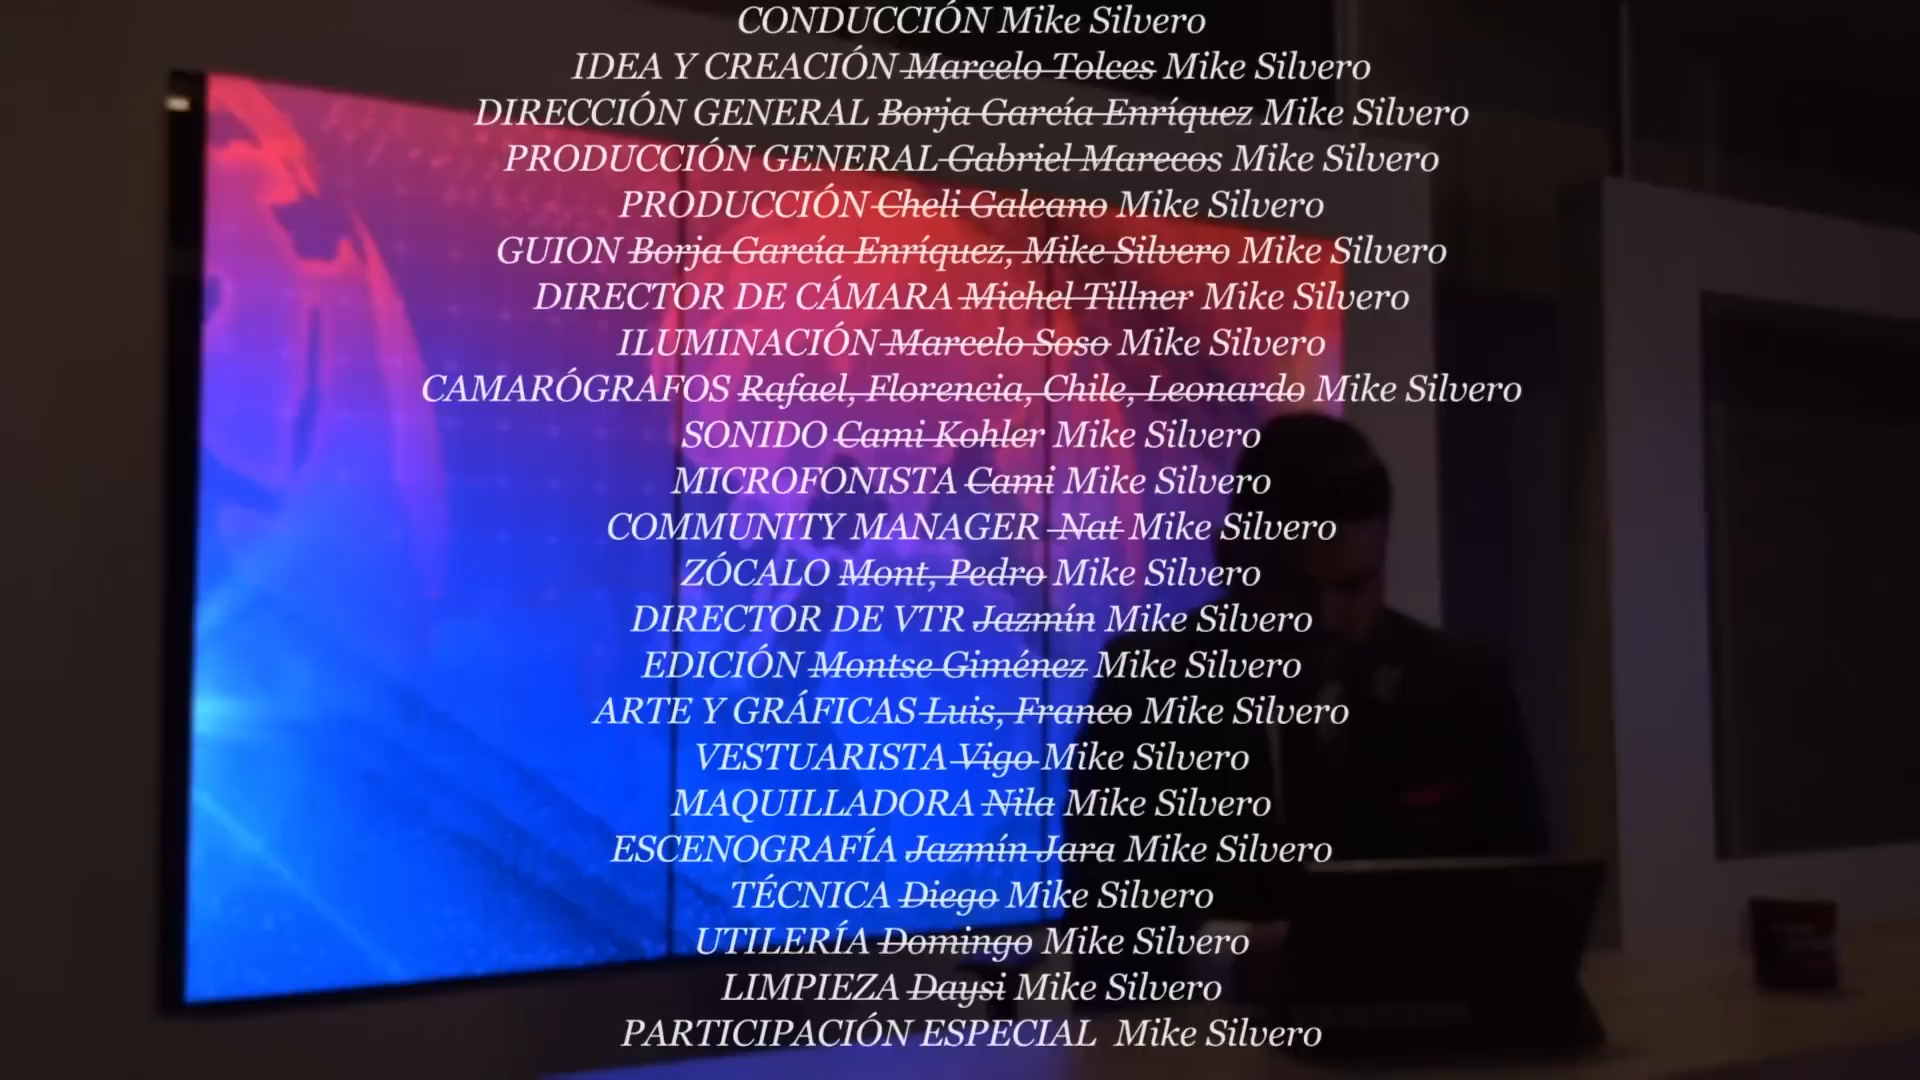 CONDUCCIÓN Mike Silvero
IDEA Y CREACIÓN Marcelo Tolces Mike Silvero
DIRECCIÓN GENERAL Borja García Enríquez Mike Silvero
PRODUCCIÓN GENERAL Gabriel Marecos Mike Silvero
PRODUCCIÓN Cheli Galeano Mike Silvero
GUION Borja García Enríquez, Mike Silvero Mike Silvero
DIRECTOR DE CÁMARA Michel Tillner Mike Silvero
ILUMINACIÓN Marcelo Soso Mike Silvero
CAMARÓGRAFOS Rafael, Florencia, Chile, Leonardo Mike Silvero
SONIDO Cami Kohler Mike Silvero
MICROFONISTA Cami Mike Silvero
COMMUNITY MANAGER Nat Mike Silvero
ZÓCALO Mont, Pedro Mike Silvero
DIRECTOR DE VTR Jazmín Mike Silvero
EDICIÓN Montse Giménez Mike Silvero
ARTE Y GRÁFICAS Luis, Franco Mike Silvero
VESTUARISTA Vigo Mike Silvero
MAQUILLADORA Nila Mike Silvero
ESCENOGRAFÍA Jazmín Jara Mike Silvero
TÉCNICA Diego Mike Silvero
UTILERÍA Domingo Mike Silvero
LIMPIEZA Daysi Mike Silvero
PARTICIPACIÓN ESPECIAL Mike Silvero